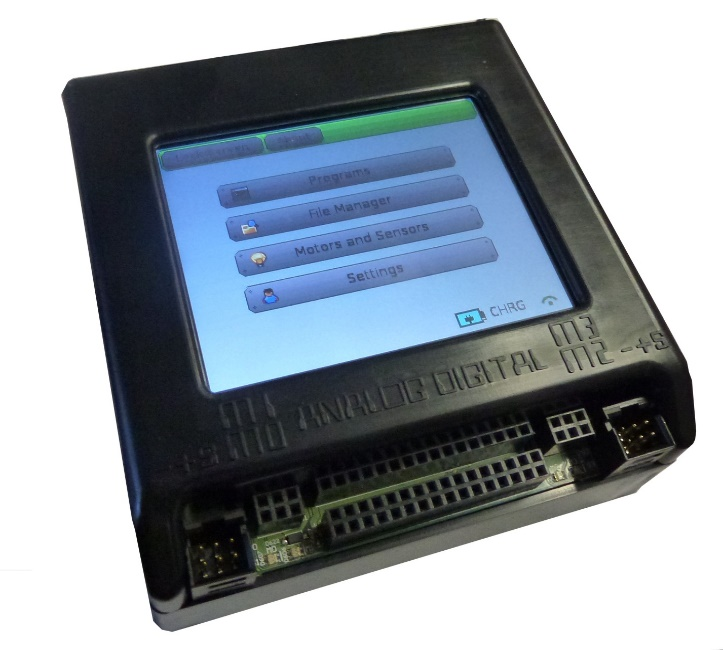 Programs
File Manager
Motors and Sensors
Settings
CHRG
M1 ANALOG DIGITAL M3
-+S M0 M2 -+S